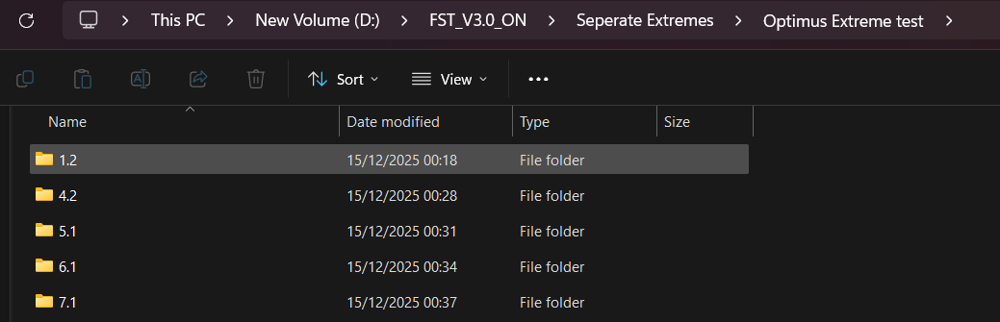 This PC > New Volume (D:) > FST_V3.0_ON > Seperate Extremes > Optimus Extreme test >
Sort View ...
Name Date modified Type Size
1.2 15/12/2025 00:18 File folder
4.2 15/12/2025 00:28 File folder
5.1 15/12/2025 00:31 File folder
6.1 15/12/2025 00:34 File folder
7.1 15/12/2025 00:37 File folder